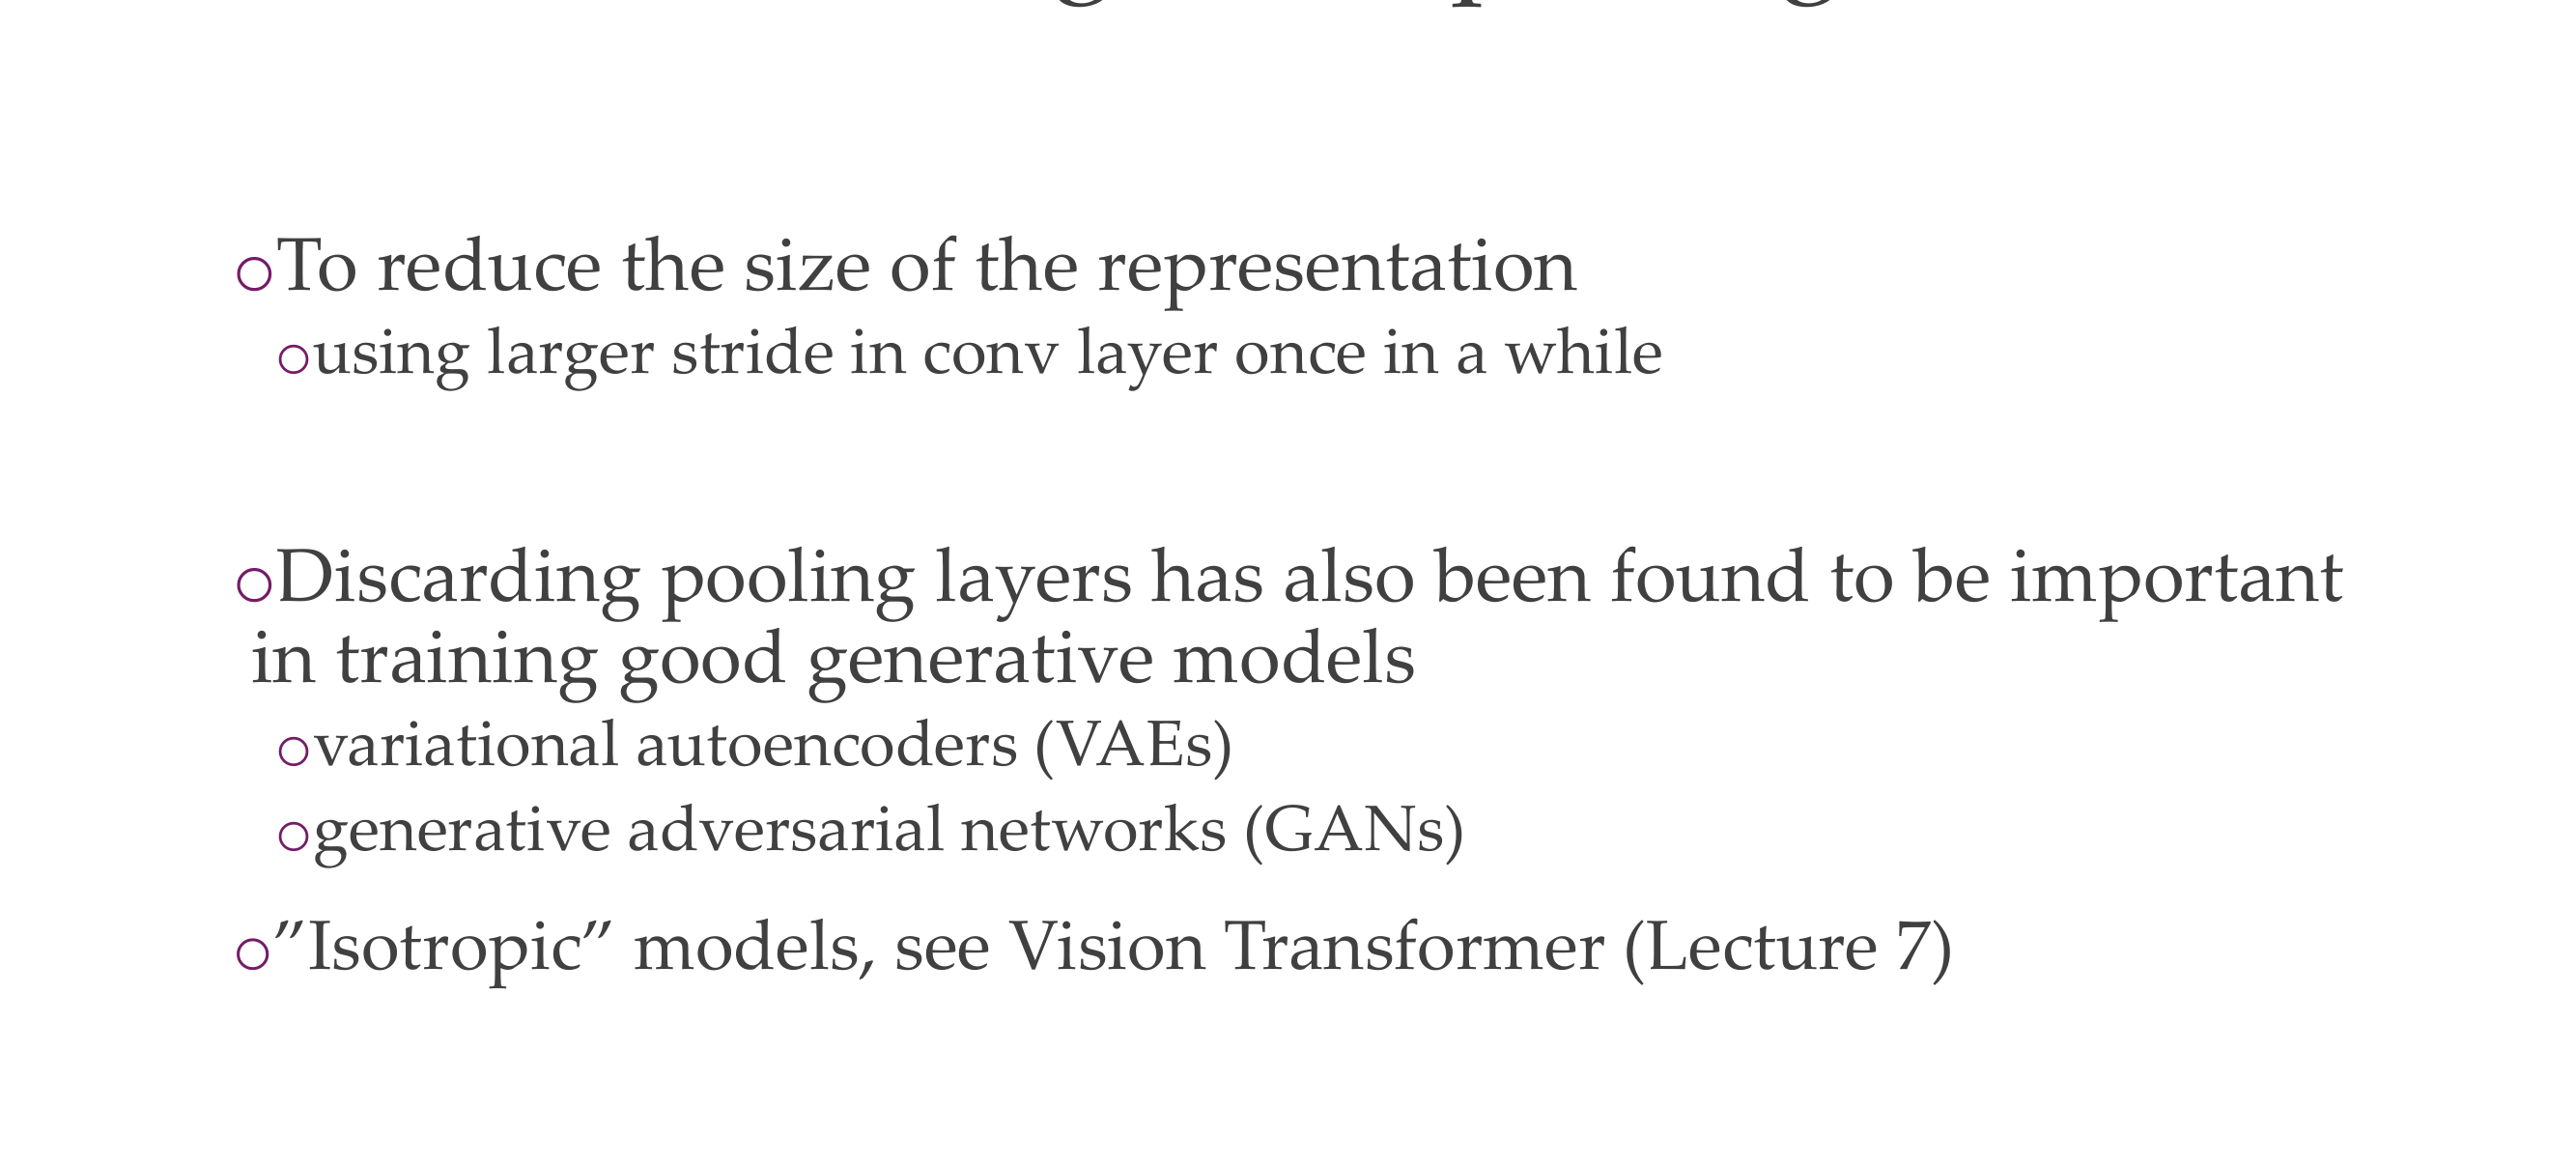 To reduce the size of the representation
using larger stride in conv layer once in a while
Discarding pooling layers has also been found to be important
in training good generative models
variational autoencoders (VAEs)
generative adversarial networks (GANs)
”Isotropic” models, see Vision Transformer (Lecture 7)